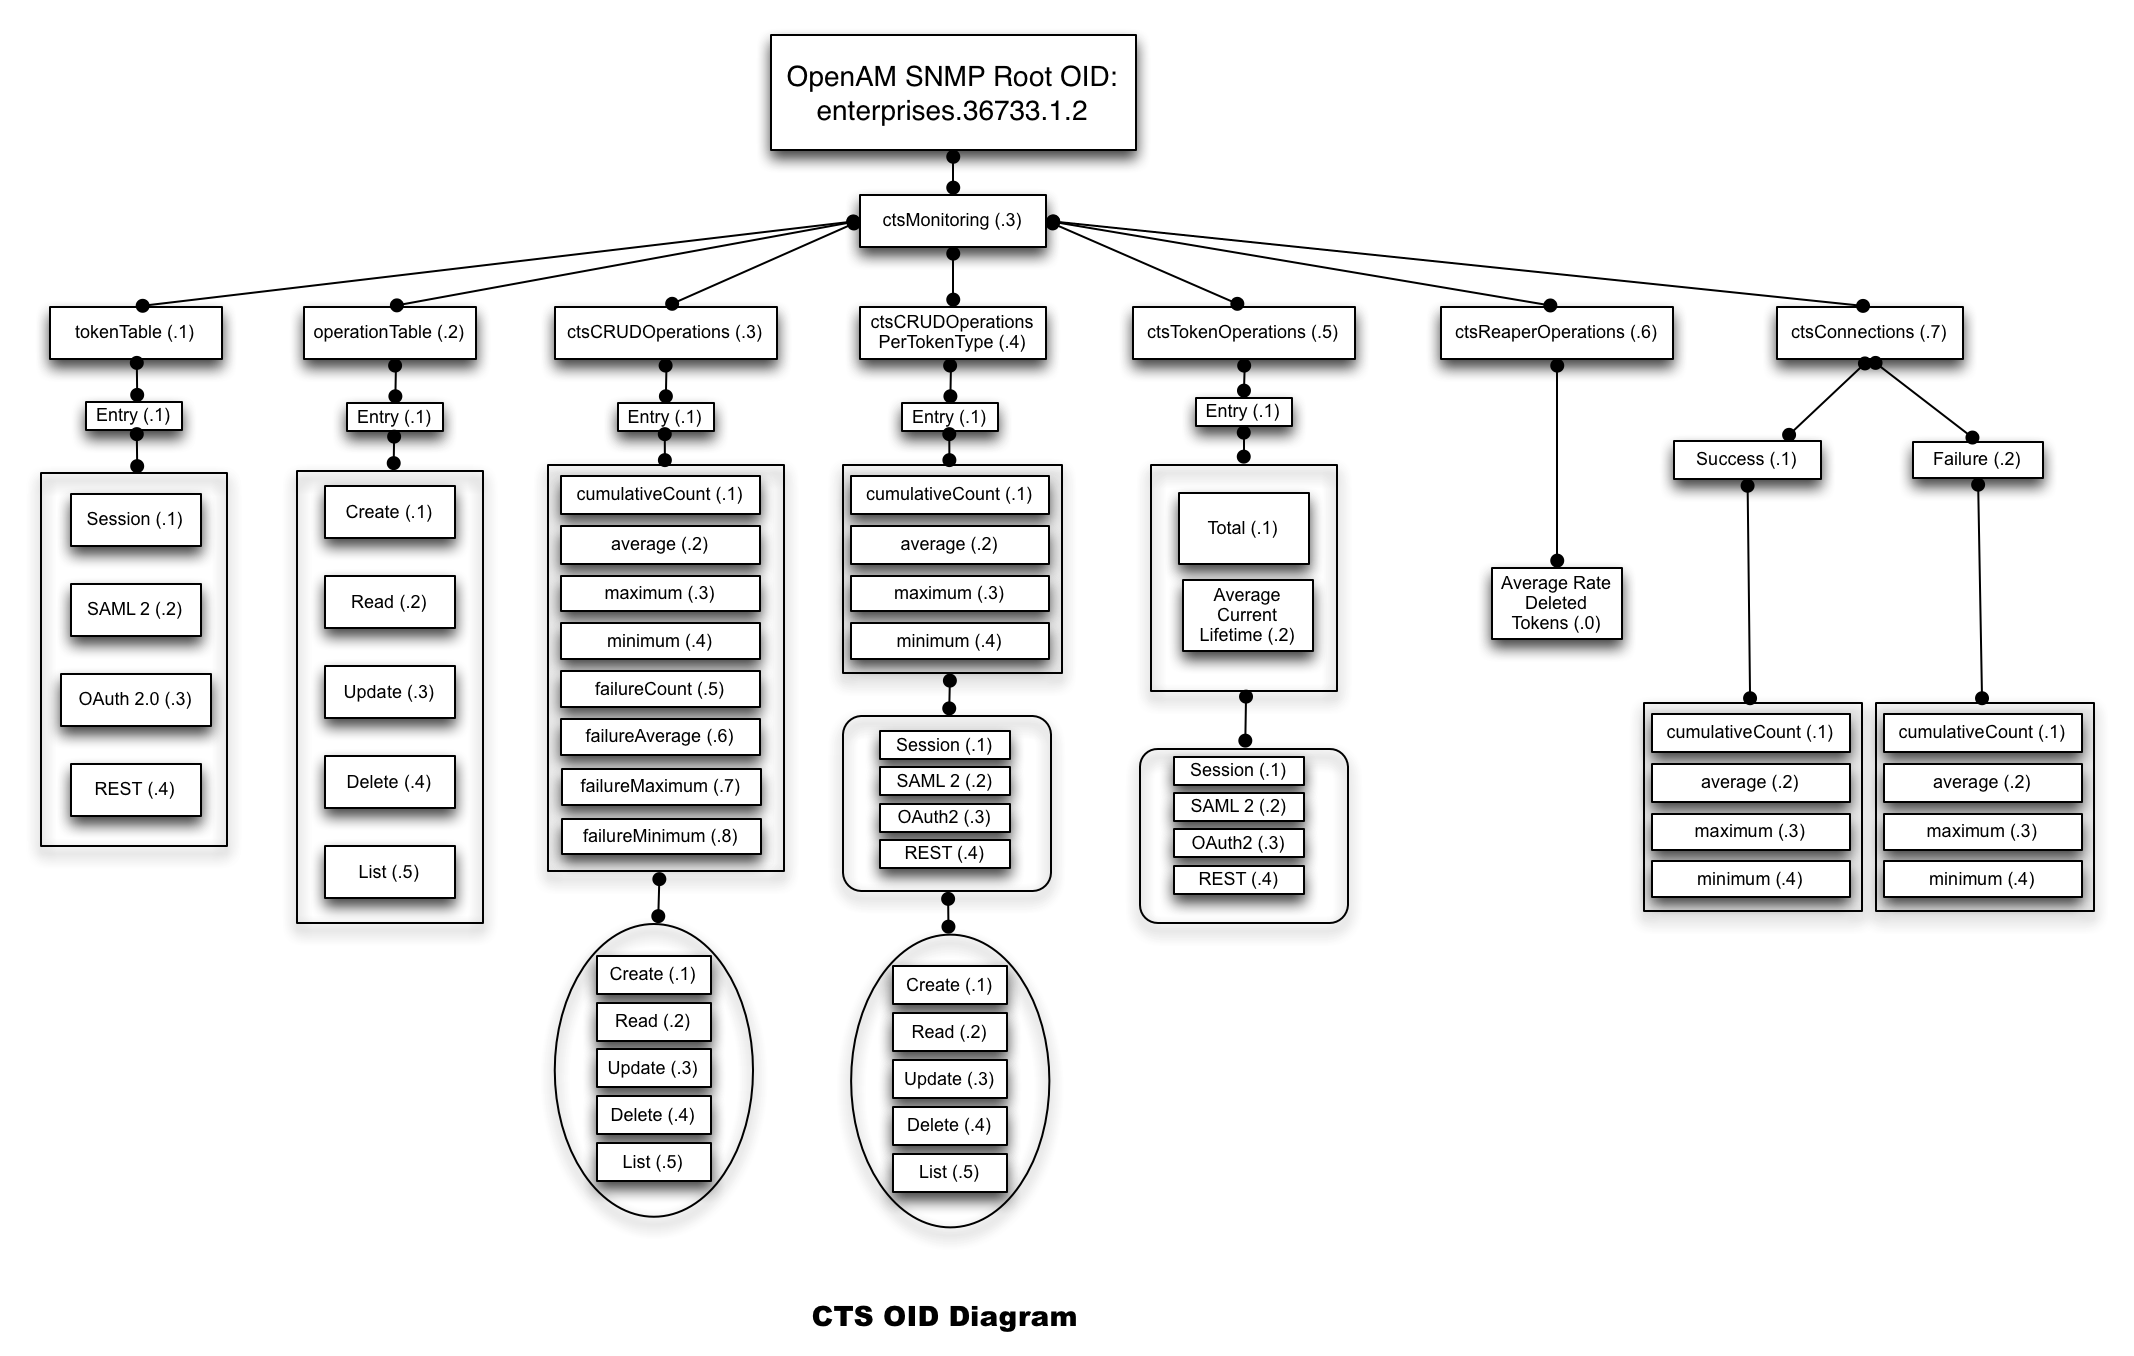 OpenAM SNMP Root OID:
enterprises.36733.1.2
ctsMonitoring (.3)
tokenTable (.1)
operationTable (.2)
ctsCRUDOperations (.3)
ctsCRUDOperations
PerTokenType (.4)
ctsTokenOperations (.5)
ctsReaperOperations (.6)
ctsConnections (.7)
Entry (.1)
Entry (.1)
Entry (.1)
Entry (.1)
Entry (.1)
Success (.1)
Failure (.2)
Session (.1)
SAML 2 (.2)
OAuth 2.0 (.3)
REST (.4)
Create (.1)
Read (.2)
Update (.3)
Delete (.4)
List (.5)
cumulativeCount (.1)
average (.2)
maximum (.3)
minimum (.4)
failureCount (.5)
failureAverage (.6)
failureMaximum (.7)
failureMinimum (.8)
Create (.1)
Read (.2)
Update (.3)
Delete (.4)
List (.5)
cumulativeCount (.1)
average (.2)
maximum (.3)
minimum (.4)
Session (.1)
SAML 2 (.2)
OAuth2 (.3)
REST (.4)
Create (.1)
Read (.2)
Update (.3)
Delete (.4)
List (.5)
Total (.1)
Average
Current
Lifetime (.2)
Session (.1)
SAML 2 (.2)
OAuth2 (.3)
REST (.4)
Average Rate
Deleted
Tokens (.0)
cumulativeCount (.1)
average (.2)
maximum (.3)
minimum (.4)
cumulativeCount (.1)
average (.2)
maximum (.3)
minimum (.4)
CTS OID Diagram